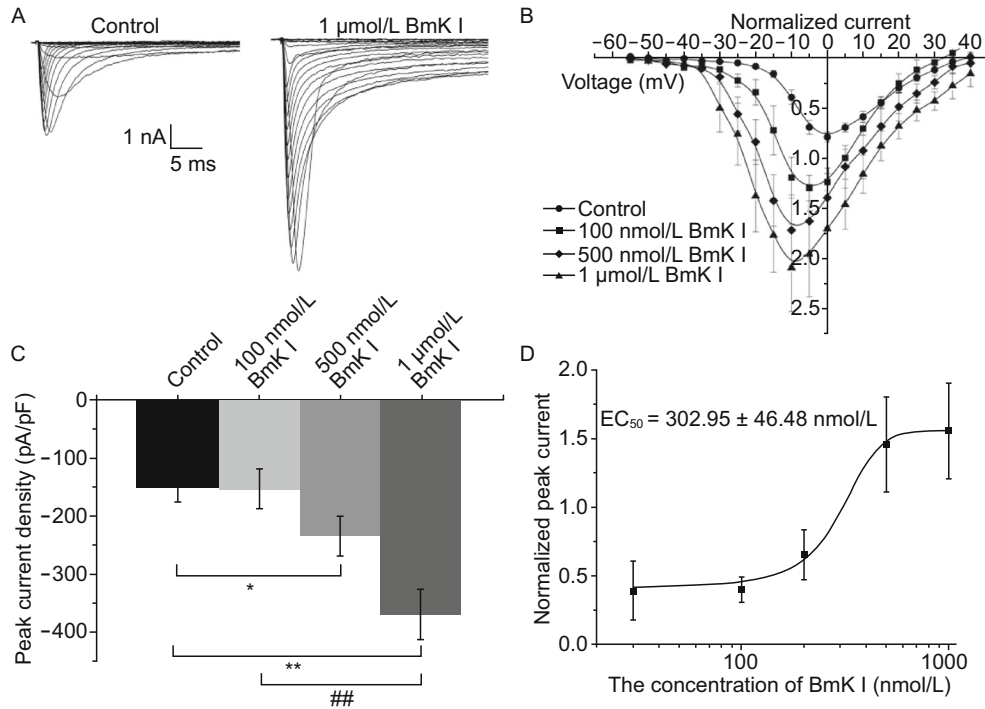 A
Control
1 µmol/L BmK I
1 nA
5 ms
B
Normalized current
−60 −50 −40 −30 −20 −10 0 10 20 30 40
Voltage (mV)
0.5
1.0
1.5
2.0
2.5
Control
100 nmol/L BmK I
500 nmol/L BmK I
1 µmol/L BmK I
C
Control
100 nmol/L
BmK I
500 nmol/L
BmK I
1 µmol/L
BmK I
Peak current density (pA/pF)
0
−100
−200
−300
−400
*
**
##
D
Normalized peak current
2.0
1.5
1.0
0.5
0.0
EC50 = 302.95 ± 46.48 nmol/L
100 1000
The concentration of BmK I (nmol/L)